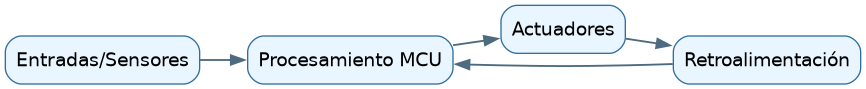 Entradas/Sensores
Procesamiento MCU
Actuadores
Retroalimentación